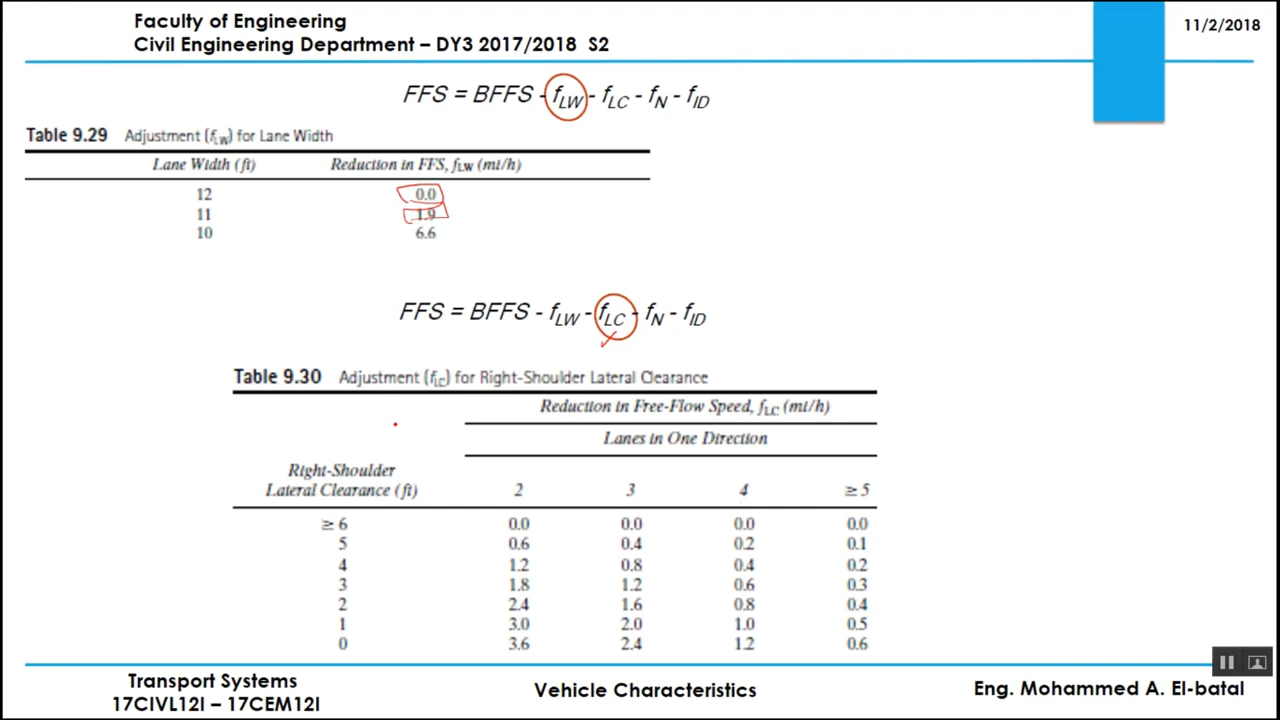 Faculty of Engineering
Civil Engineering Department – DY3 2017/2018 S2
11/2/2018
FFS = BFFS - fLW - fLC - fN - fID
Table 9.29 Adjustment (fLW) for Lane Width
Lane Width (ft) Reduction in FFS, fLW (mi/h)
12 0.0
11 1.9
10 6.6
FFS = BFFS - fLW - fLC - fN - fID
Table 9.30 Adjustment (fLC) for Right-Shoulder Lateral Clearance
Reduction in Free-Flow Speed, fLC (mi/h)
Lanes in One Direction
Right-Shoulder
Lateral Clearance (ft) 2 3 4 ≥ 5
≥ 6 0.0 0.0 0.0 0.0
5 0.6 0.4 0.2 0.1
4 1.2 0.8 0.4 0.2
3 1.8 1.2 0.6 0.3
2 2.4 1.6 0.8 0.4
1 3.0 2.0 1.0 0.5
0 3.6 2.4 1.2 0.6
Transport Systems
17CIVL12I – 17CEM12I
Vehicle Characteristics
Eng. Mohammed A. El-batal